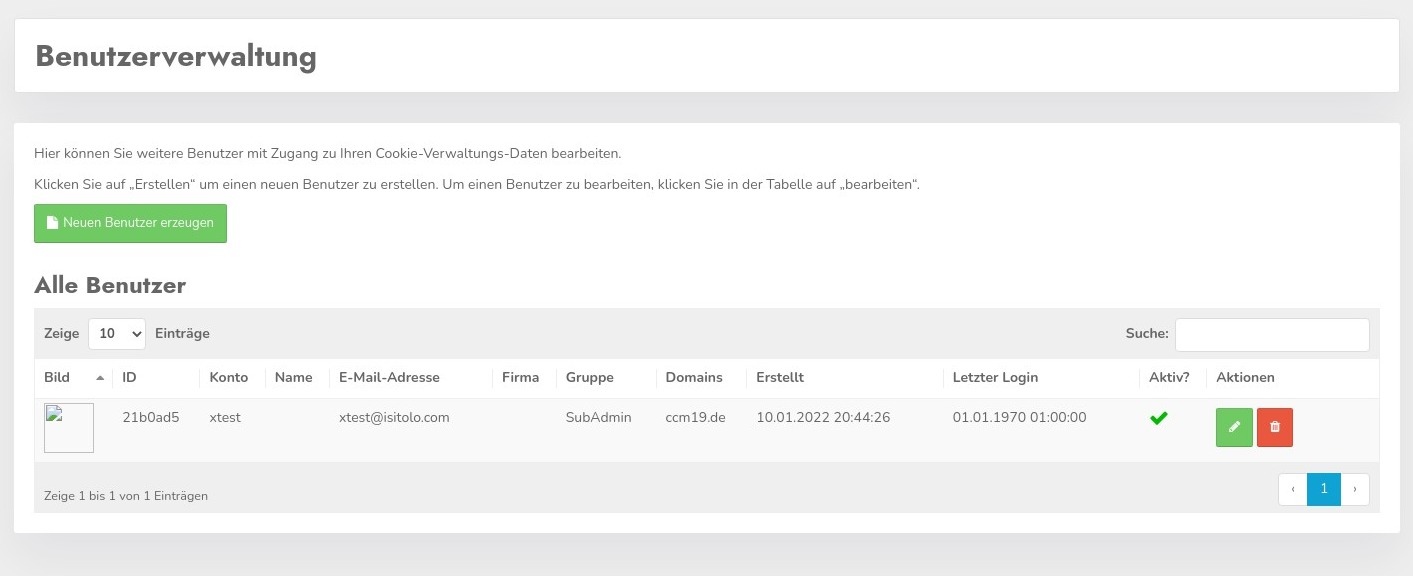 Benutzerverwaltung
Hier können Sie weitere Benutzer mit Zugang zu Ihren Cookie-Verwaltungs-Daten bearbeiten.
Klicken Sie auf „Erstellen“ um einen neuen Benutzer zu erstellen. Um einen Benutzer zu bearbeiten, klicken Sie in der Tabelle auf „bearbeiten“.
Neuen Benutzer erzeugen
Alle Benutzer
Zeige 10 Einträge Suche:
Bild ID Konto Name E-Mail-Adresse Firma Gruppe Domains Erstellt Letzter Login Aktiv? Aktionen
21b0ad5 xtest xtest@isitolo.com SubAdmin ccm19.de 10.01.2022 20:44:26 01.01.1970 01:00:00
Zeige 1 bis 1 von 1 Einträgen ‹ 1 ›